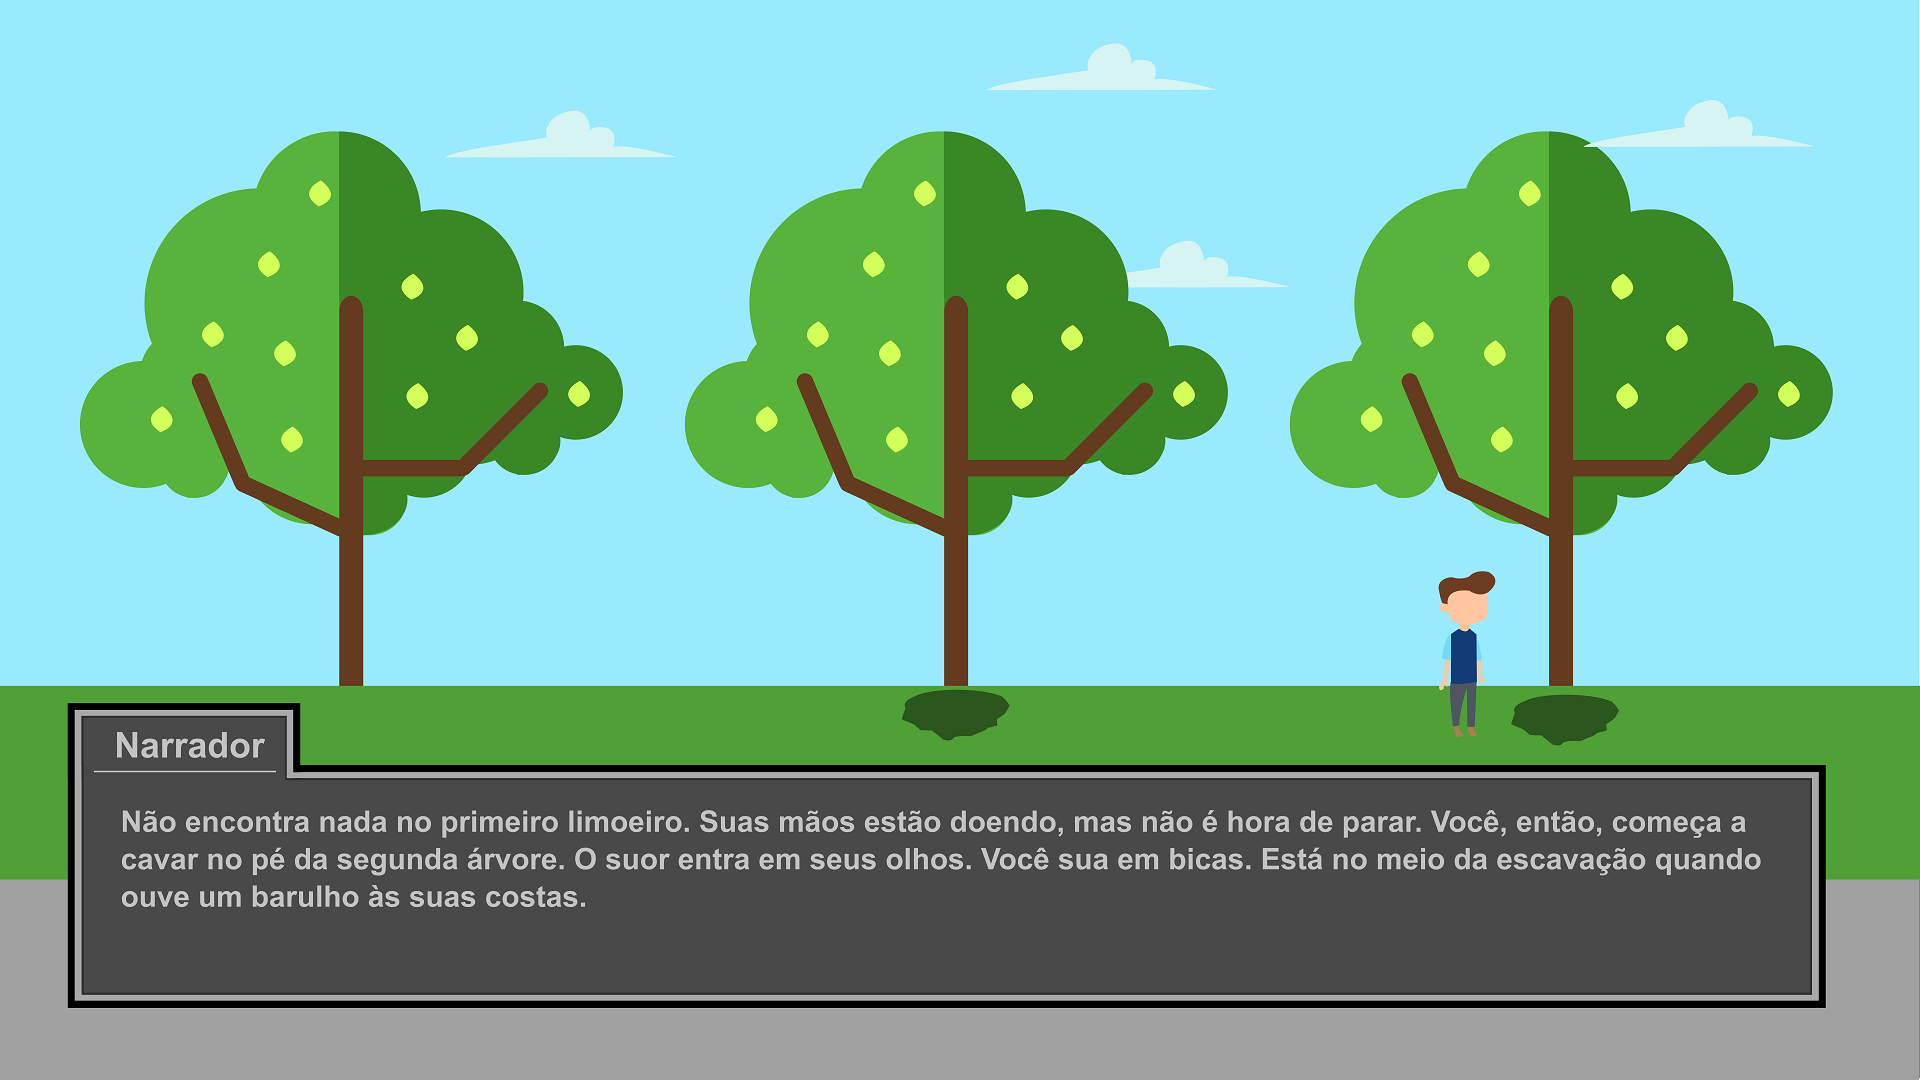 Narrador
Não encontra nada no primeiro limoeiro. Suas mãos estão doendo, mas não é hora de parar. Você, então, começa a
cavar no pé da segunda árvore. O suor entra em seus olhos. Você sua em bicas. Está no meio da escavação quando
ouve um barulho às suas costas.